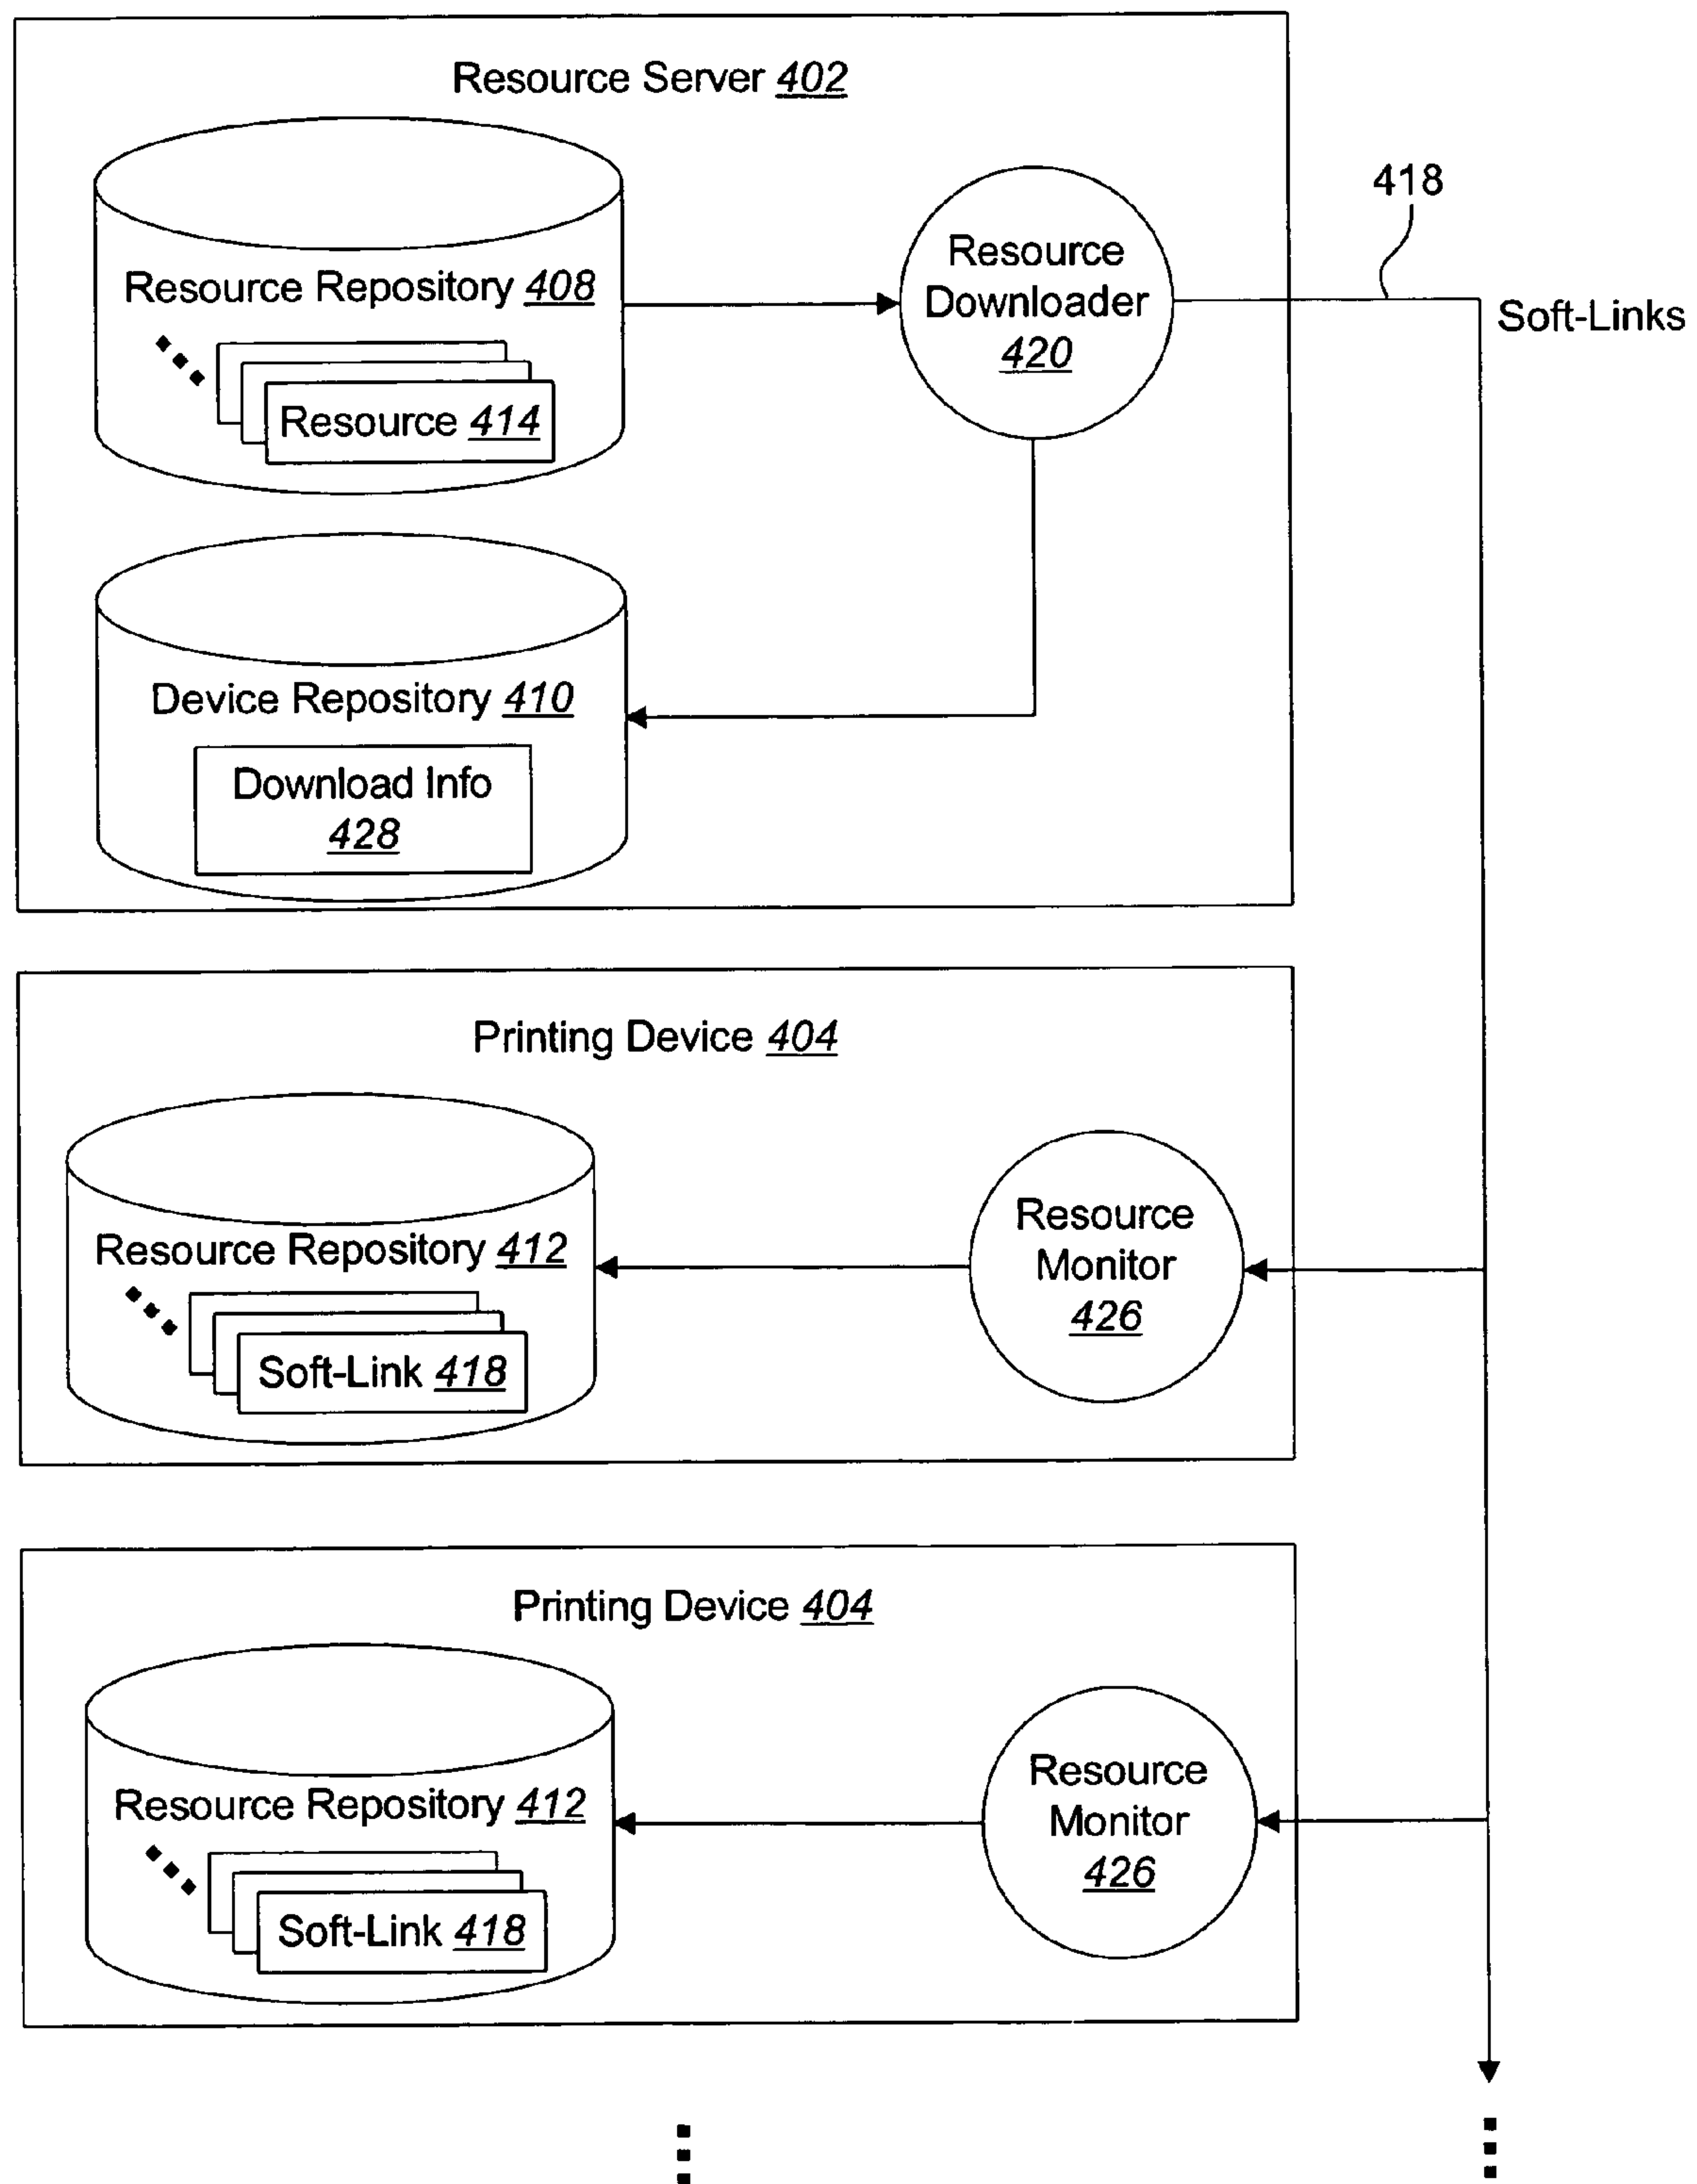 Resource Server 402
Resource Repository 408
Resource 414
Resource
Downloader
420
418
Soft-Links
Device Repository 410
Download Info
428
Printing Device 404
Resource Repository 412
Soft-Link 418
Resource
Monitor
426
Printing Device 404
Resource Repository 412
Soft-Link 418
Resource
Monitor
426